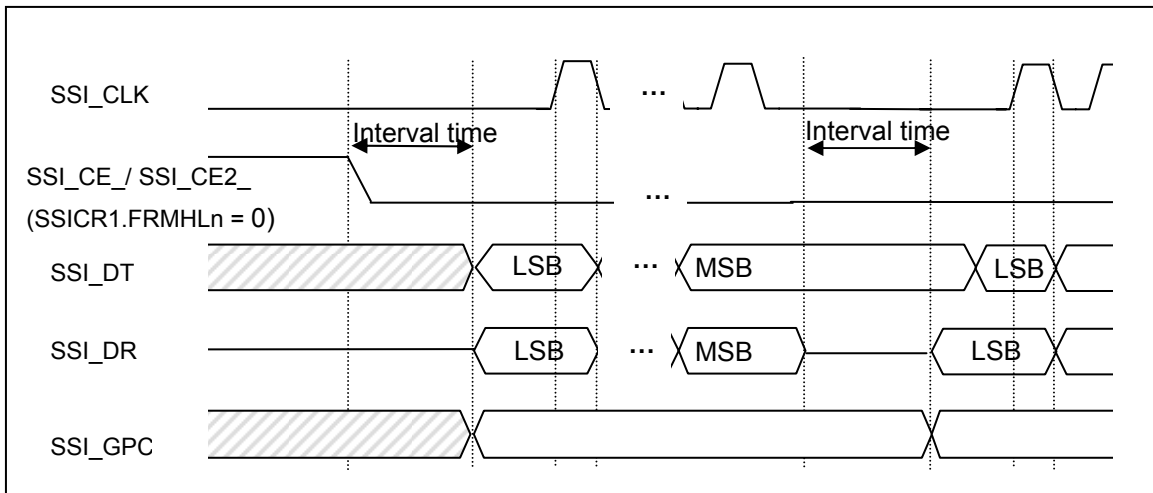 SSI_CLK
...
Interval time
Interval time
SSI_CE_/ SSI_CE2_
...
(SSICR1.FRMHLn = 0)
SSI_DT
LSB
...
MSB
LSB
SSI_DR
LSB
...
MSB
LSB
SSI_GPC